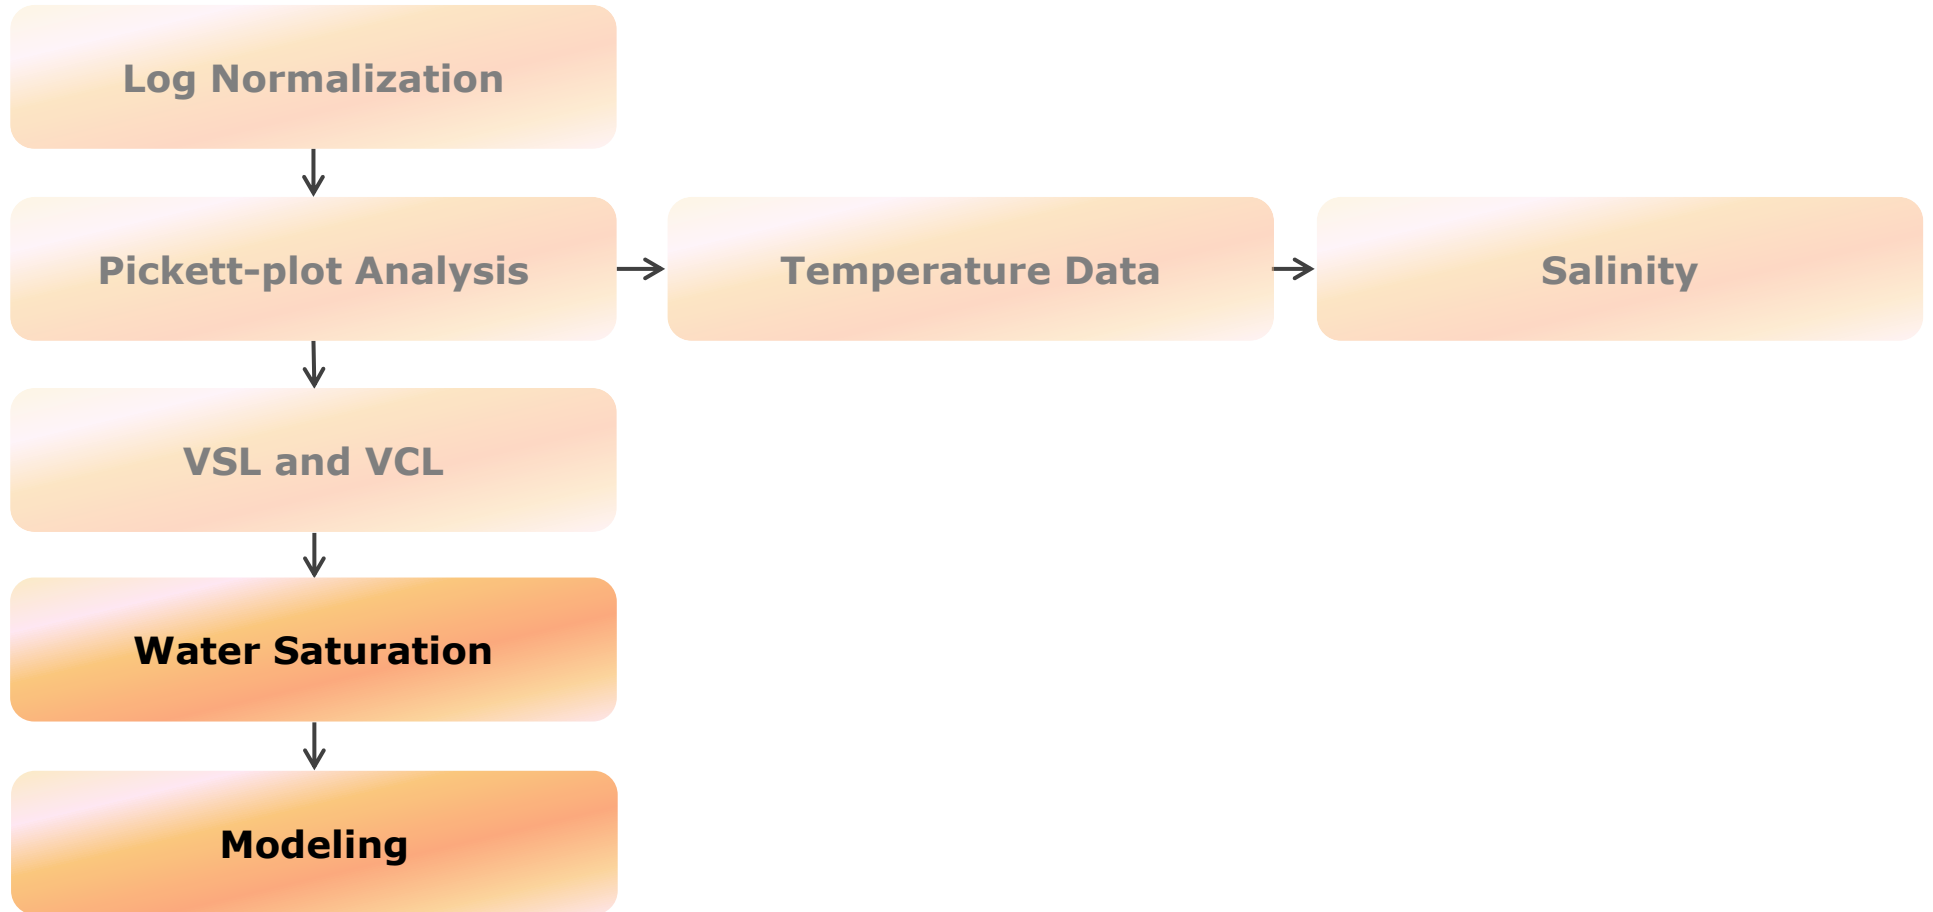 Log Normalization
Pickett-plot Analysis
Temperature Data
Salinity
VSL and VCL
Water Saturation
Modeling